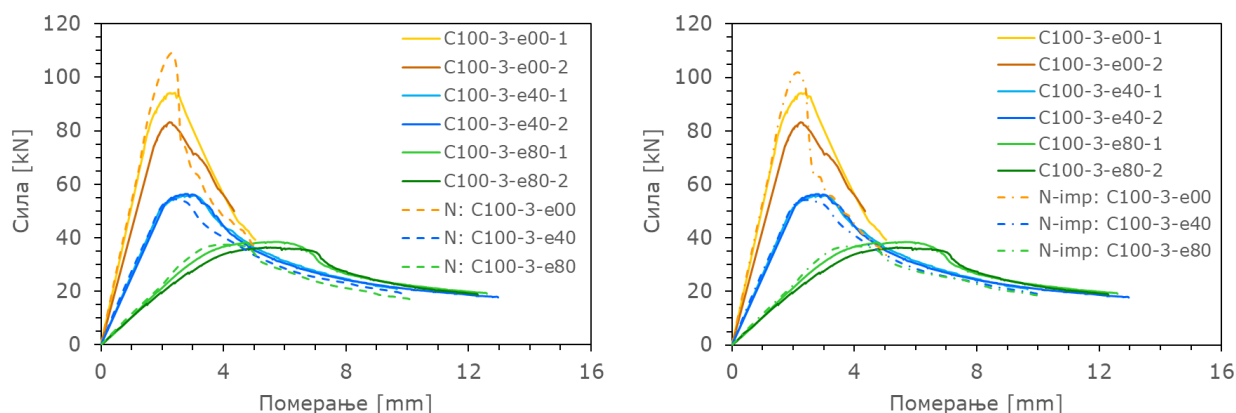 120
100
80
60
40
20
0
0
4
8
12
16
Сила [kN]
Померање [mm]
C100-3-e00-1
C100-3-e00-2
C100-3-e40-1
C100-3-e40-2
C100-3-e80-1
C100-3-e80-2
N: C100-3-e00
N: C100-3-e40
N: C100-3-e80
120
100
80
60
40
20
0
0
4
8
12
16
Сила [kN]
Померање [mm]
C100-3-e00-1
C100-3-e00-2
C100-3-e40-1
C100-3-e40-2
C100-3-e80-1
C100-3-e80-2
N-imp: C100-3-e00
N-imp: C100-3-e40
N-imp: C100-3-e80